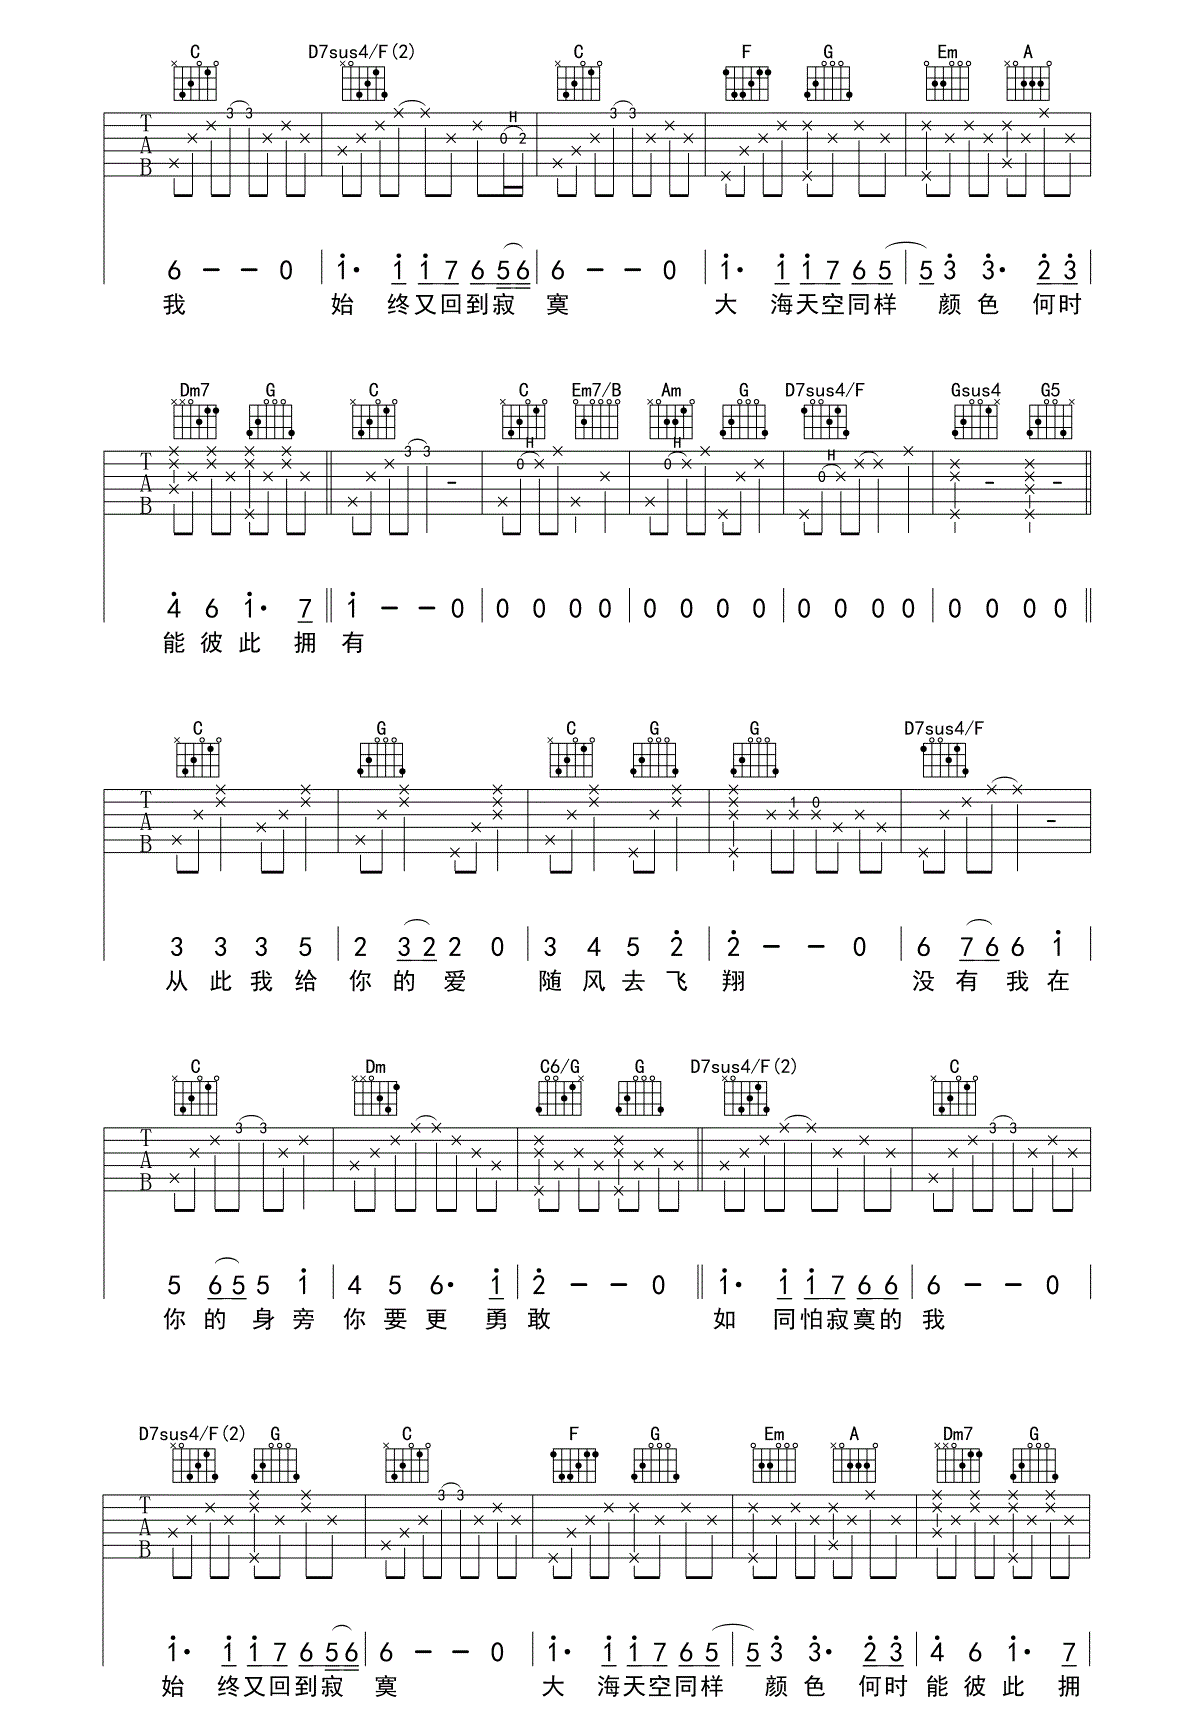 C D7sus4/F(2) C F G Em A
3 3 H 0 2 3 3
T A B
6 – – 0 | i· i i 7 6 5 6 | 6 – – 0 | i· i i 7 6 5 | 5 3 3· 2 3
我 始 终又回到寂 寞 大 海天空同样 颜色 何时
Dm7 G C C Em7/B Am G D7sus4/F Gsus4 G5
3 3 – H 0 H 0 H 0 – –
T A B
4 6 i· 7 || i – – 0 | 0 0 0 0 | 0 0 0 0 | 0 0 0 0 | 0 0 0 0
能彼此 拥有
C G C G G D7sus4/F
1 0 –
T A B
3 3 3 5 | 2 3 2 2 0 | 3 4 5 2 | 2 – – 0 | 6 7 6 6 i
从此我给 你的爱 随风去飞 翔 没有我在
C Dm C6/G G D7sus4/F(2) C
3 3 3 3
T A B
5 6 5 5 i | 4 5 6· i | 2 – – 0 || i· i i 7 6 6 | 6 – – 0
你的身旁 你要更 勇敢 如 同怕寂寞的 我
D7sus4/F(2) G C F G Em A Dm7 G
3 3
T A B
i· i i 7 6 5 6 | 6 – – 0 | i· i i 7 6 5 | 5 3 3· 2 3 | 4 6 i· 7
始 终又回到寂 寞 大 海天空同样 颜色 何时 能彼此 拥